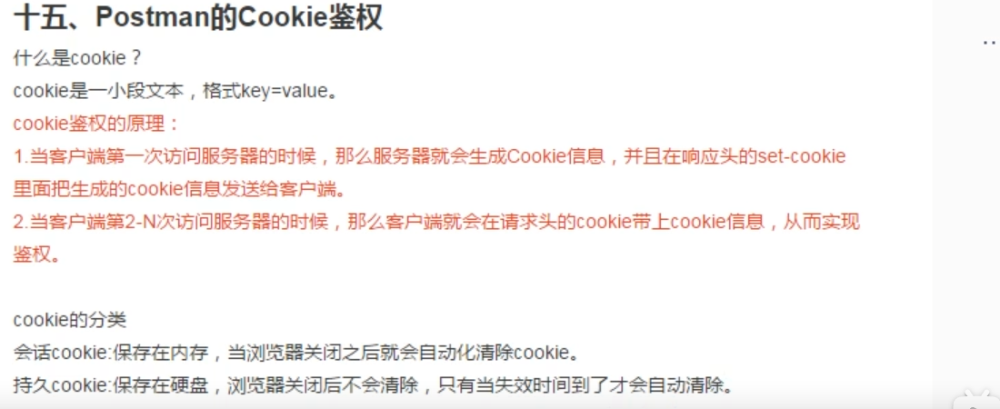 十五、Postman的Cookie鉴权
什么是cookie？
cookie是一小段文本，格式key=value。
cookie鉴权的原理：
1.当客户端第一次访问服务器的时候，那么服务器就会生成Cookie信息，并且在响应头的set-cookie
里面把生成的cookie信息发送给客户端。
2.当客户端第2-N次访问服务器的时候，那么客户端就会在请求头的cookie带上cookie信息，从而实现
鉴权。
cookie的分类
会话cookie:保存在内存，当浏览器关闭之后就会自动化清除cookie。
持久cookie:保存在硬盘，浏览器关闭后不会清除，只有当失效时间到了才会自动清除。